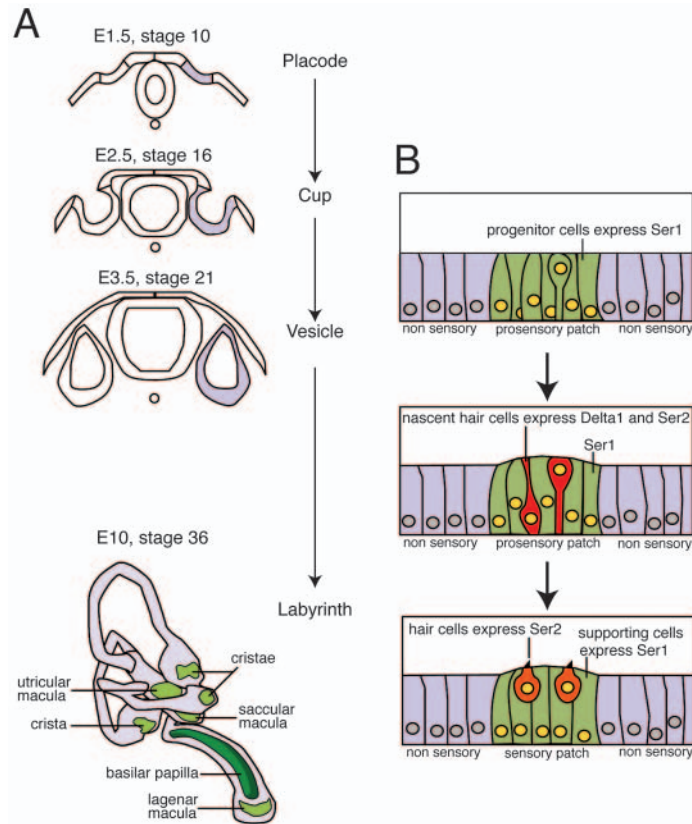 A
E1.5, stage 10
Placode
E2.5, stage 16
Cup
E3.5, stage 21
Vesicle
E10, stage 36
Labyrinth
cristae
utricular
macula
crista
saccular
macula
basilar papilla
lagenar
macula
B
progenitor cells express Ser1
non sensory prosensory patch non sensory
nascent hair cells express Delta1 and Ser2
Ser1
non sensory prosensory patch non sensory
hair cells express Ser2
supporting cells
express Ser1
non sensory sensory patch non sensory